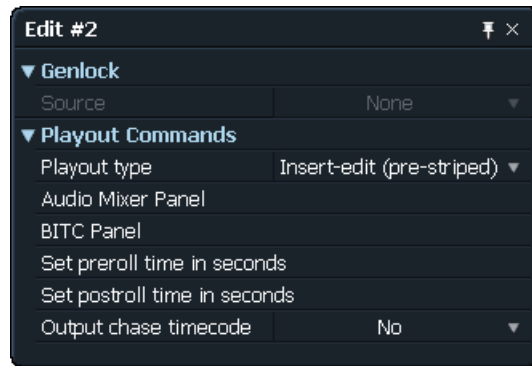 Edit #2
Genlock
Source None
Playout Commands
Playout type Insert-edit (pre-striped)
Audio Mixer Panel
BITC Panel
Set preroll time in seconds
Set postroll time in seconds
Output chase timecode No